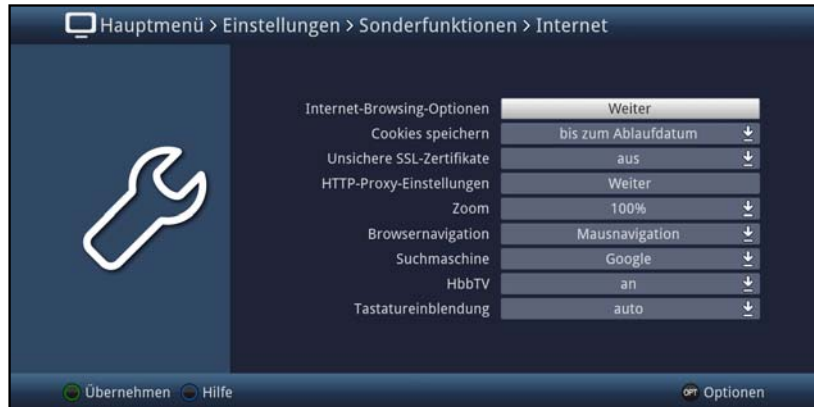 Hauptmenü > Einstellungen > Sonderfunktionen > Internet
Internet-Browsing-Optionen Weiter
Cookies speichern bis zum Ablaufdatum
Unsichere SSL-Zertifikate aus
HTTP-Proxy-Einstellungen Weiter
Zoom 100%
Browsernavigation Mausnavigation
Suchmaschine Google
HbbTV an
Tastatureinblendung auto
Übernehmen Hilfe OPT Optionen